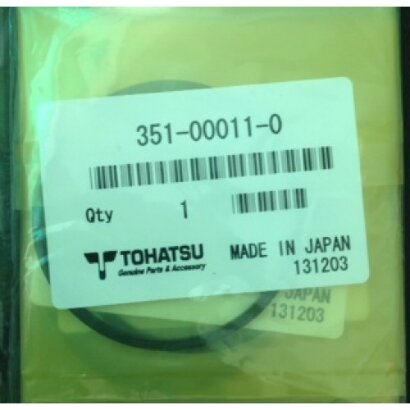 351-00011-0
Qty 1
TOHATSU
Genuine Parts & Accessory
MADE IN JAPAN
131203
JAPAN
131203